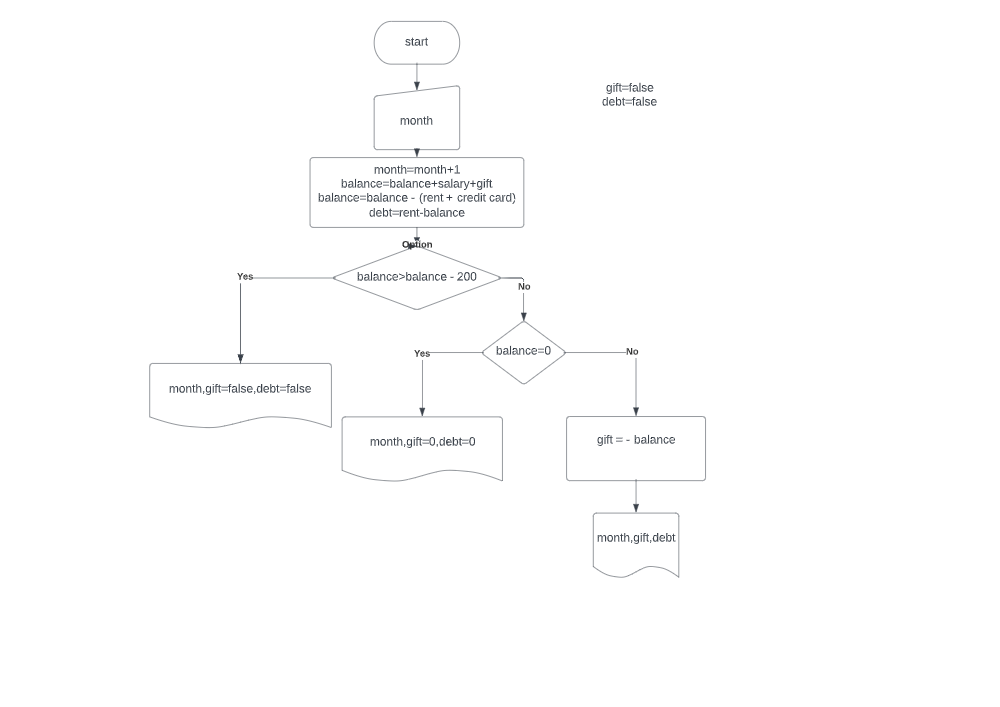 start
gift=false
debt=false
month
month=month+1
balance=balance+salary+gift
balance=balance - (rent + credit card)
debt=rent-balance
Option
balance>balance - 200
Yes
No
balance=0
Yes
No
month,gift=false,debt=false
month,gift=0,debt=0
gift = - balance
month,gift,debt